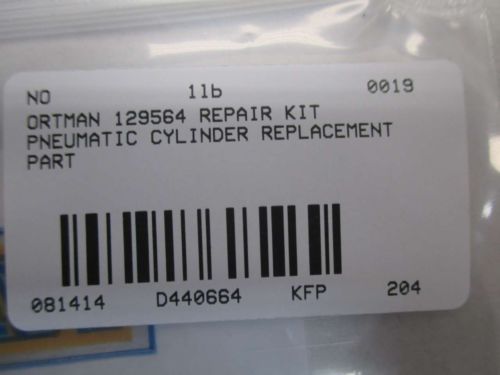 NO 1lb 0019
ORTMAN 129564 REPAIR KIT
PNEUMATIC CYLINDER REPLACEMENT
PART
081414 D440664 KFP 204